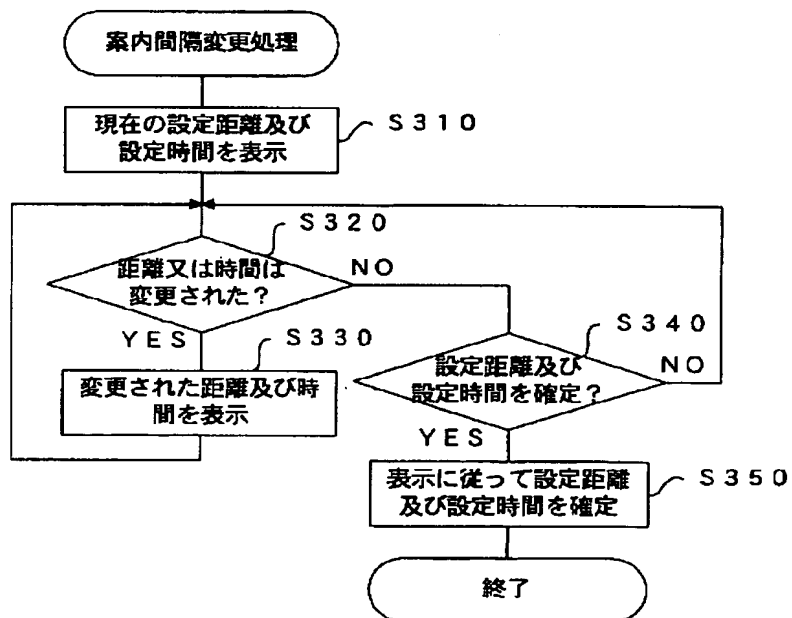 案内間隔変更処理
現在の設定距離及び
設定時間を表示
S310
S320
距離又は時間は
変更された?
NO
YES
S330
変更された距離及び時
間を表示
S340
設定距離及び
設定時間を確定?
NO
YES
表示に従って設定距離
及び設定時間を確定
S350
終了